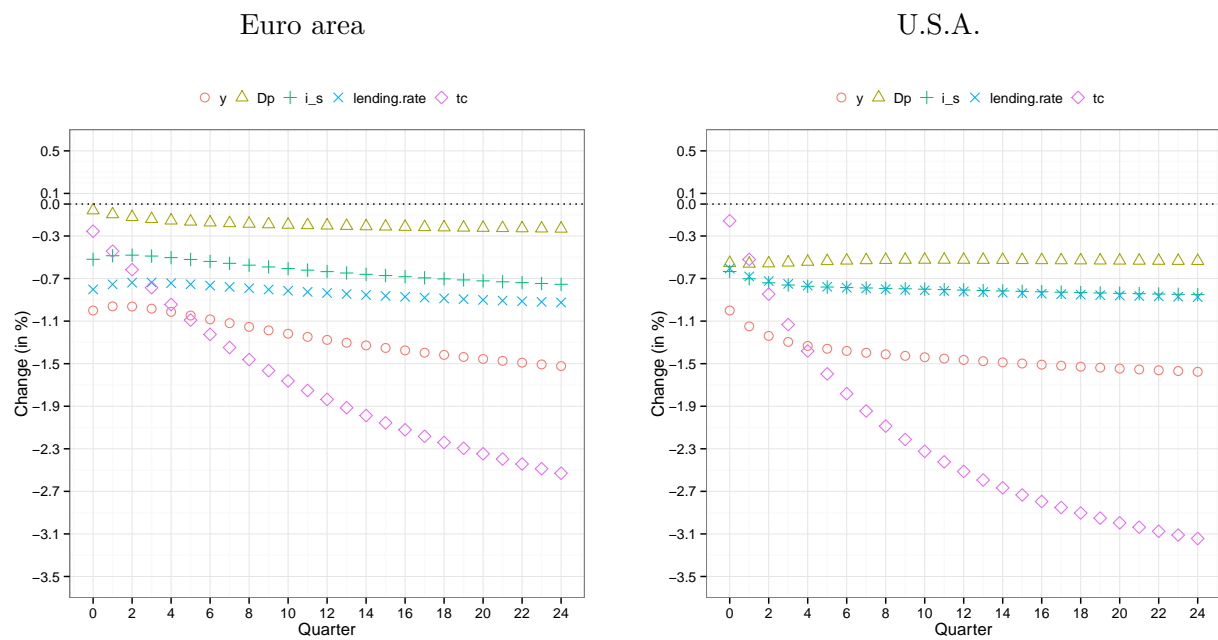 Euro area
U.S.A.
y Dp i_s lending.rate tc
y Dp i_s lending.rate tc
0.5
0.1
0.0
−0.3
−0.7
−1.1
−1.5
−1.9
−2.3
−2.7
−3.1
−3.5
Change (in %)
0 2 4 6 8 10 12 14 16 18 20 22 24
Quarter
0.5
0.1
0.0
−0.3
−0.7
−1.1
−1.5
−1.9
−2.3
−2.7
−3.1
−3.5
Change (in %)
0 2 4 6 8 10 12 14 16 18 20 22 24
Quarter